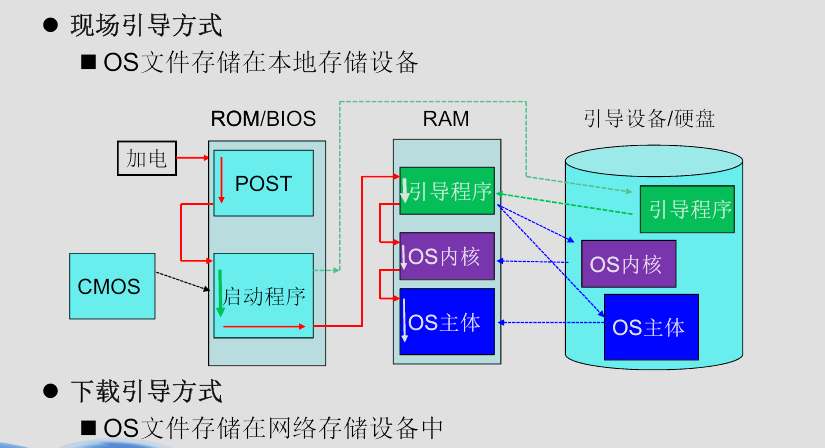 现场引导方式
OS文件存储在本地存储设备
ROM/BIOS
RAM
引导设备/硬盘
加电
POST
引导程序
引导程序
OS内核
OS内核
CMOS
启动程序
OS主体
OS主体
下载引导方式
OS文件存储在网络存储设备中